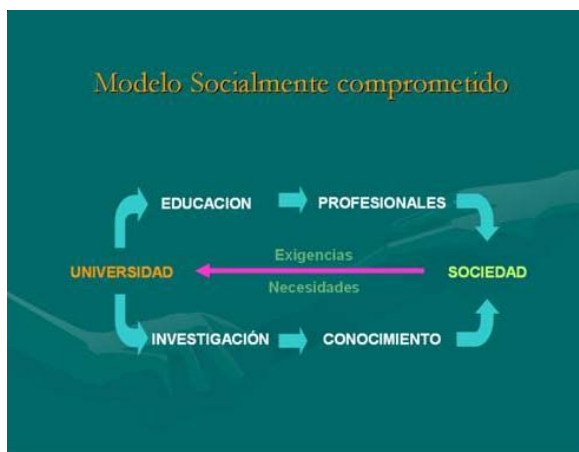 Modelo Socialmente comprometido
EDUCACION
PROFESIONALES
Exigencias
UNIVERSIDAD
SOCIEDAD
Necesidades
INVESTIGACIÓN
CONOCIMIENTO